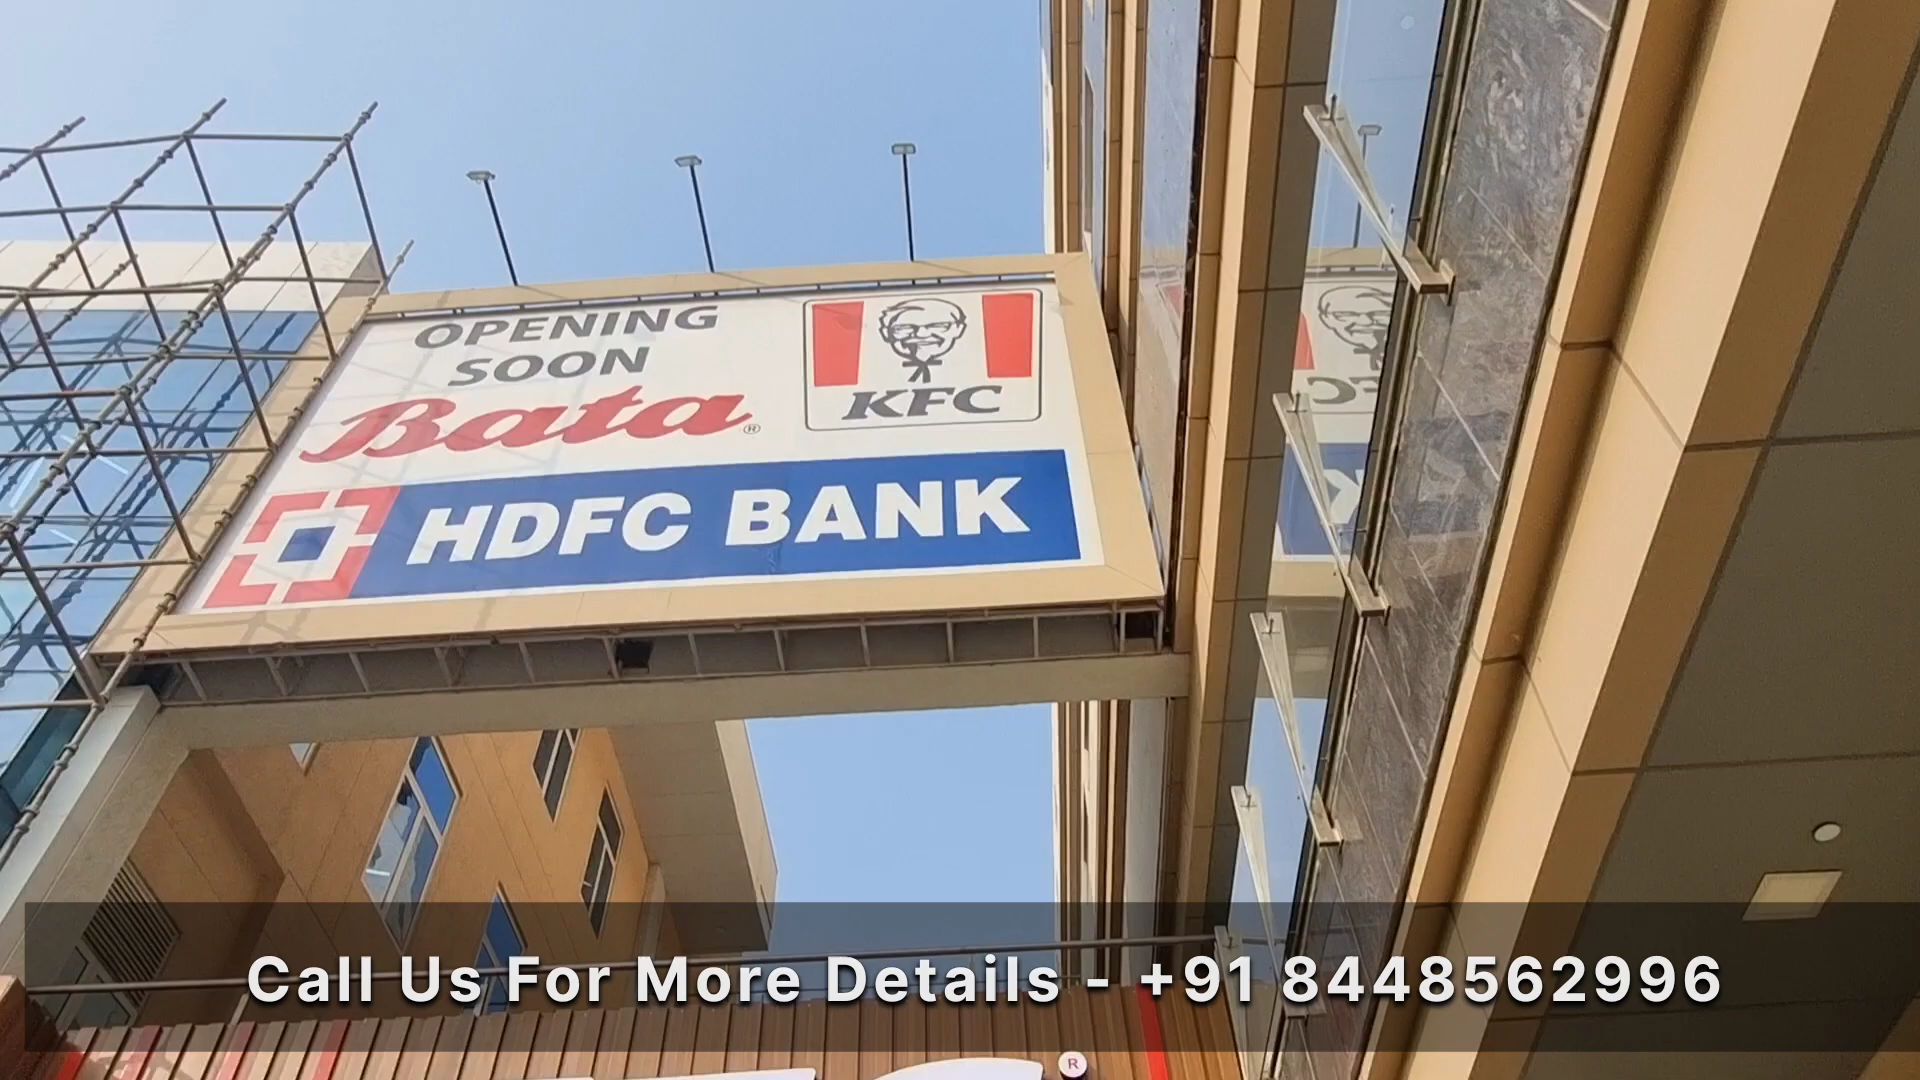 OPENING
SOON
Bata®
KFC
HDFC BANK
Call Us For More Details - +91 8448562996
®